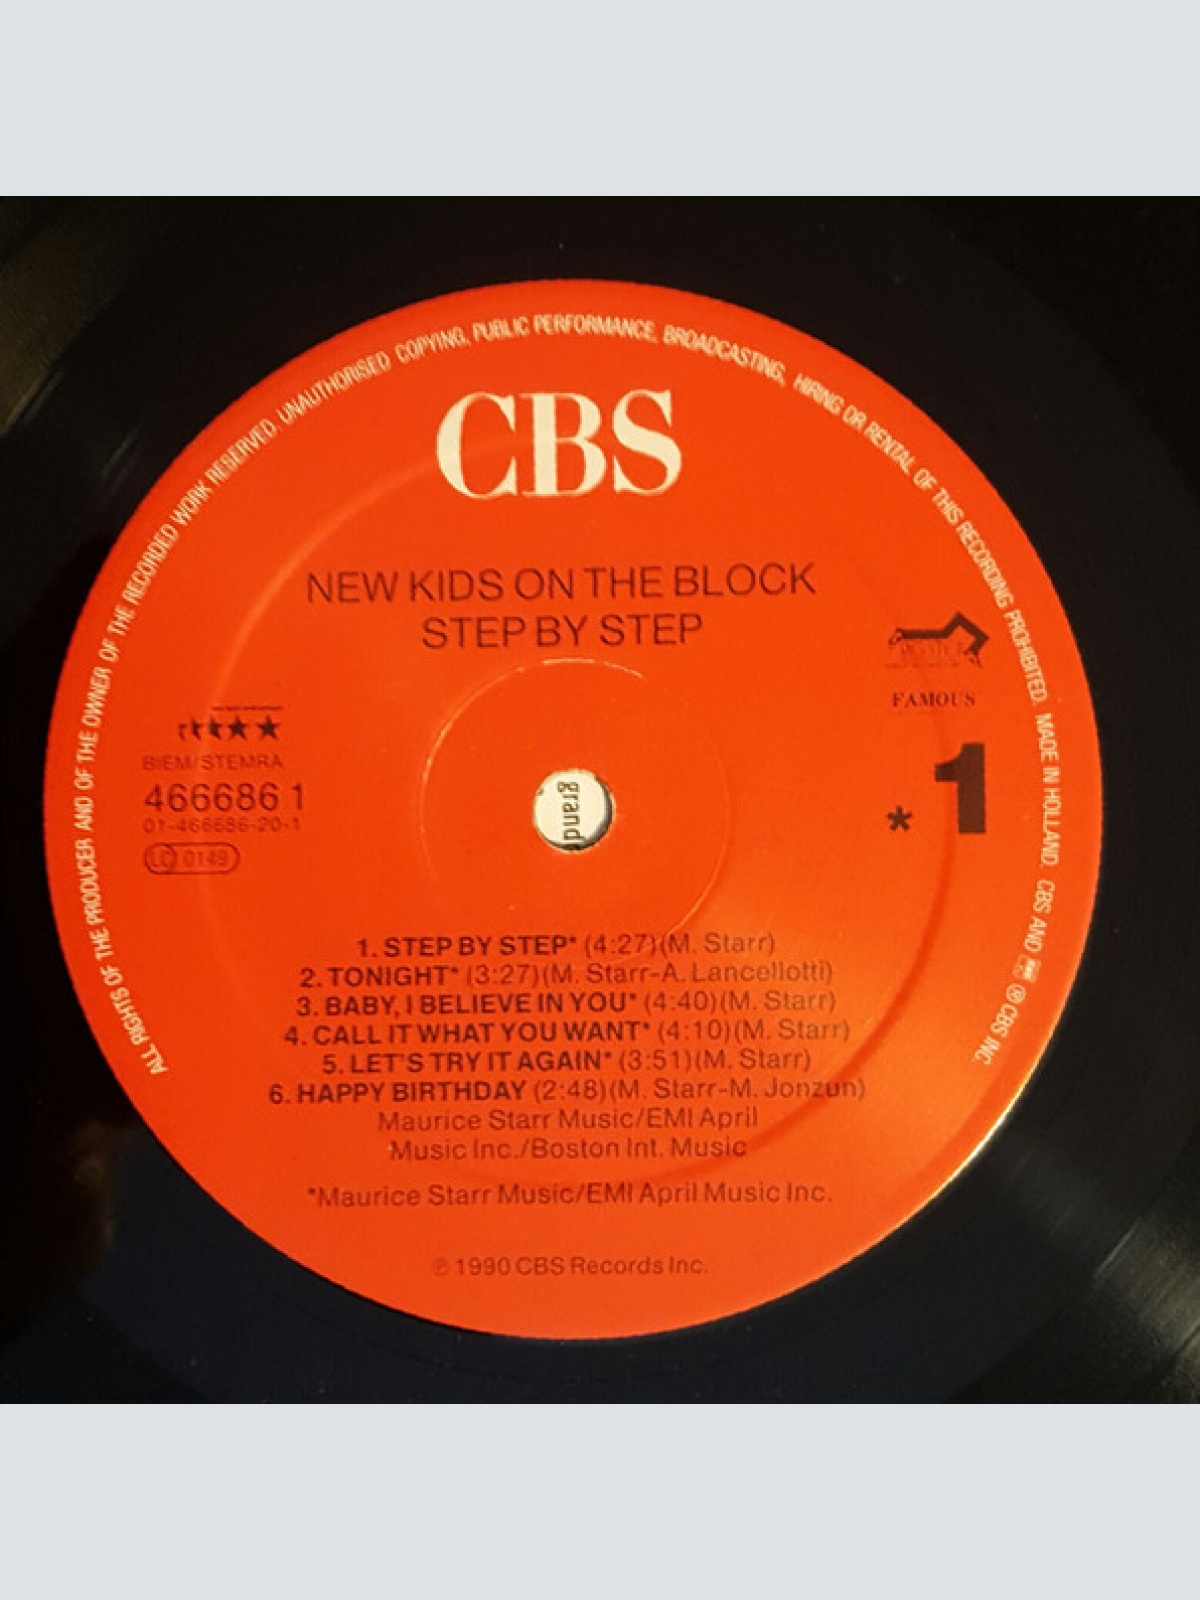 ALL RIGHTS OF THE PRODUCER AND OF THE OWNER OF THE RECORDED WORK RESERVED. UNAUTHORISED COPYING, PUBLIC PERFORMANCE, BROADCASTING, HIRING OR RENTAL OF THIS RECORDING PROHIBITED. MADE IN HOLLAND. CBS AND ® CBS INC.
CBS
NEW KIDS ON THE BLOCK
STEP BY STEP
FAMOUS
BIEM/STEMRA
466686 1
01-466686-20-1
LC 0149
* 1
grand
1. STEP BY STEP* (4:27)(M. Starr)
2. TONIGHT* (3:27)(M. Starr-A. Lancellotti)
3. BABY, I BELIEVE IN YOU* (4:40)(M. Starr)
4. CALL IT WHAT YOU WANT* (4:10)(M. Starr)
5. LET'S TRY IT AGAIN* (3:51)(M. Starr)
6. HAPPY BIRTHDAY (2:48)(M. Starr-M. Jonzun)
Maurice Starr Music/EMI April
Music Inc./Boston Int. Music
*Maurice Starr Music/EMI April Music Inc.
℗ 1990 CBS Records Inc.